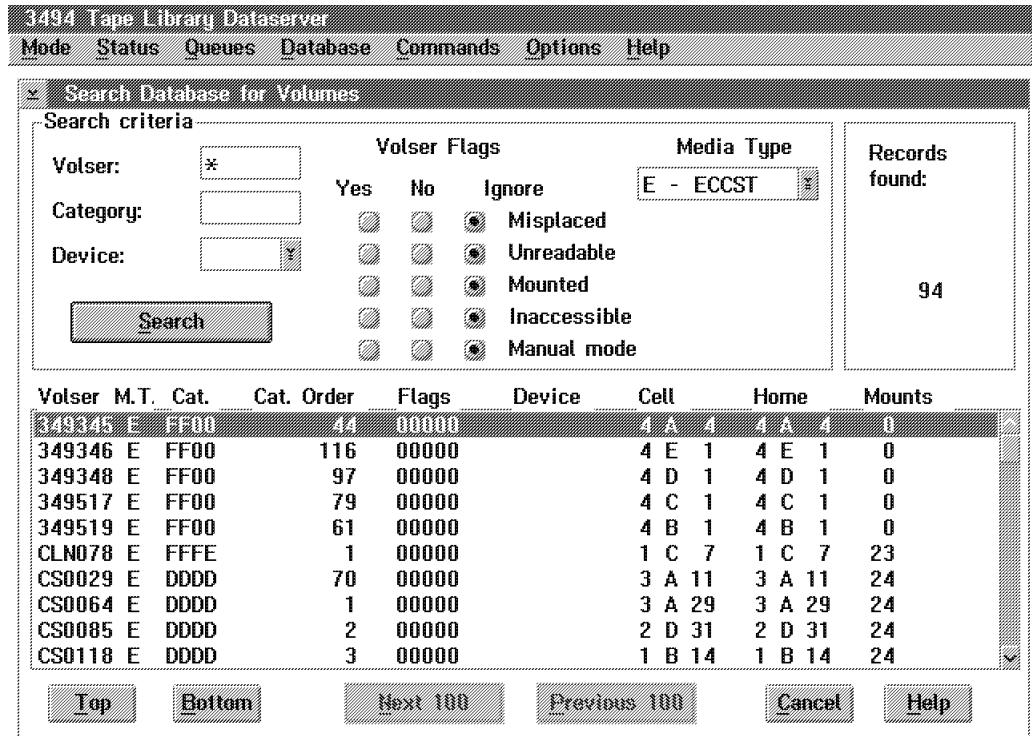 3494 Tape Library Dataserver
Mode Status Queues Database Commands Options Help
Search Database for Volumes
Search criteria
Volser: *
Category:
Device:
Search
Volser Flags
Yes No Ignore
Misplaced
Unreadable
Mounted
Inaccessible
Manual mode
Media Type
E - ECCST
Records found:
94
Volser M.T. Cat. Cat. Order Flags Device Cell Home Mounts
349345 E FF00 44 00000 4 A 4 4 A 4 0
349346 E FF00 116 00000 4 E 1 4 E 1 0
349348 E FF00 97 00000 4 D 1 4 D 1 0
349517 E FF00 79 00000 4 C 1 4 C 1 0
349519 E FF00 61 00000 4 B 1 4 B 1 0
CLN078 E FFFE 1 00000 1 C 7 1 C 7 23
CS0029 E DDDD 70 00000 3 A 11 3 A 11 24
CS0064 E DDDD 1 00000 3 A 29 3 A 29 24
CS0085 E DDDD 2 00000 2 D 31 2 D 31 24
CS0118 E DDDD 3 00000 1 B 14 1 B 14 24
Top Bottom Next 100 Previous 100 Cancel Help